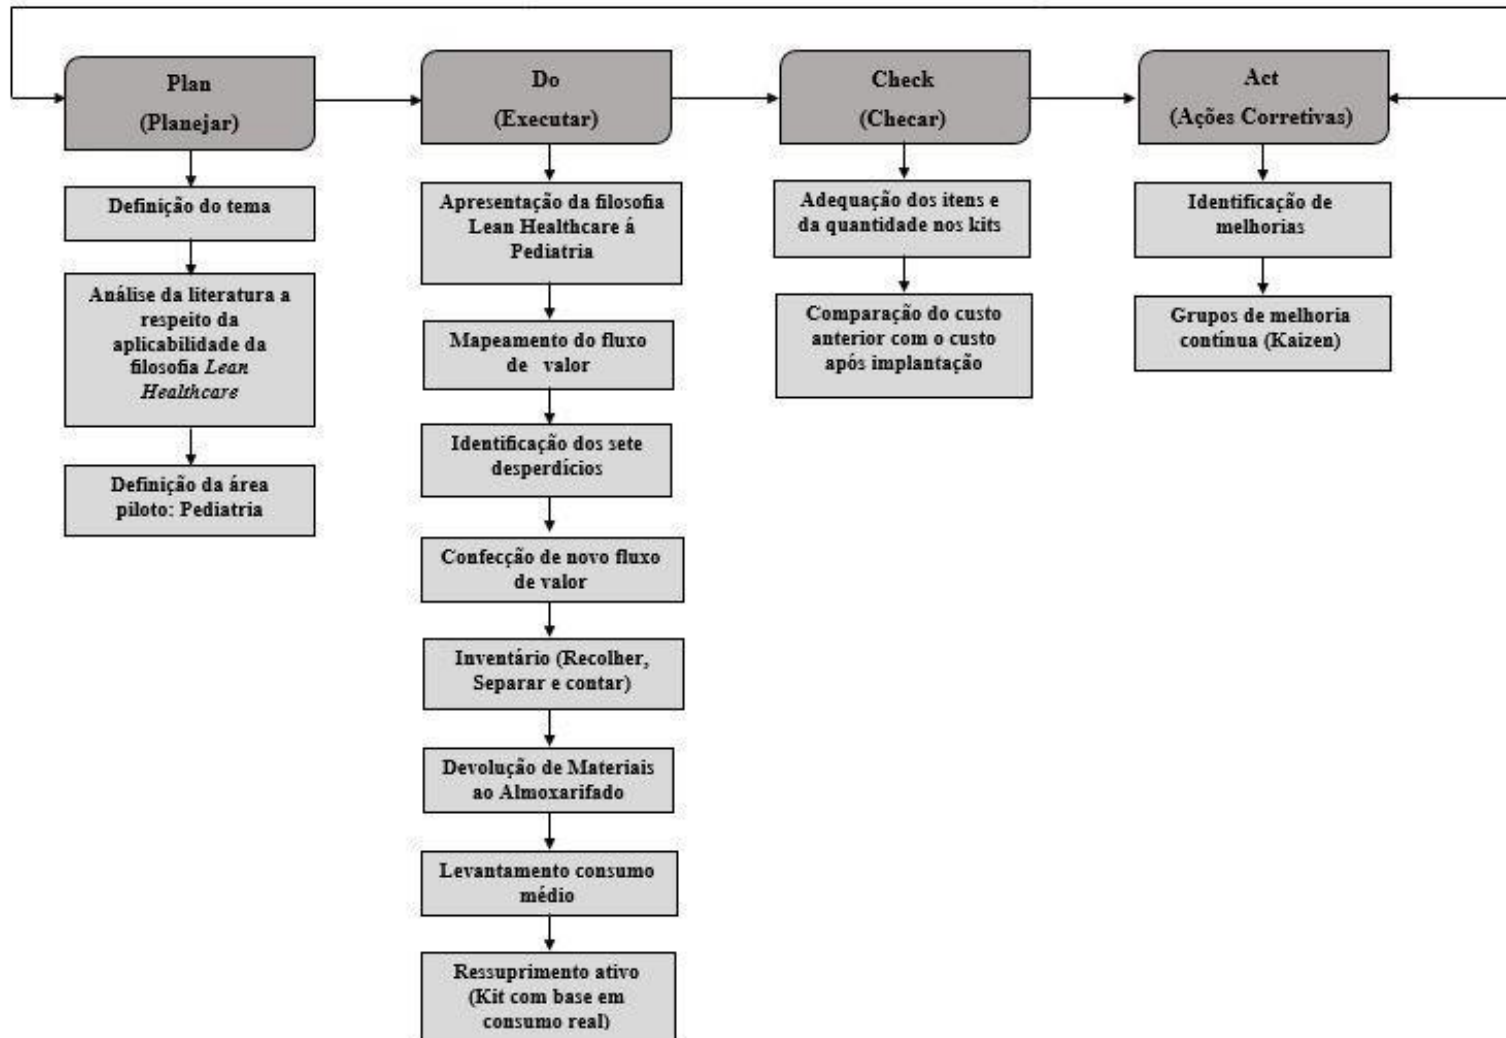 Plan
(Planejar)
Definição do tema
Análise da literatura a
respeito da
aplicabilidade da
filosofia Lean
Healthcare
Definição da área
piloto: Pediatria
Do
(Executar)
Apresentação da filosofia
Lean Healthcare á
Pediatria
Mapeamento do fluxo
de valor
Identificação dos sete
desperdícios
Confecção de novo fluxo
de valor
Inventário (Recolher,
Separar e contar)
Devolução de Materiais
ao Almoxarifado
Levantamento consumo
médio
Ressuprimento ativo
(Kit com base em
consumo real)
Check
(Checar)
Adequação dos itens e
da quantidade nos kits
Comparação do custo
anterior com o custo
após implantação
Act
(Ações Corretivas)
Identificação de
melhorias
Grupos de melhoria
contínua (Kaizen)